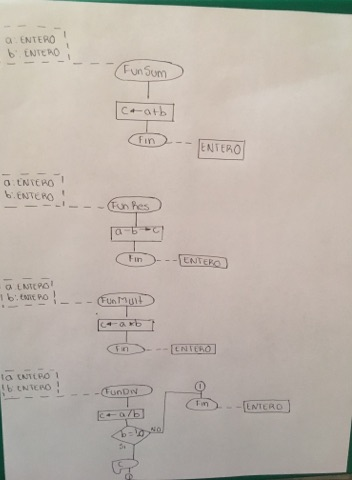 a: ENTERO
b: ENTERO
FunSum
c ← a+b
Fin
ENTERO
a: ENTERO
b: ENTERO
FunRes
a-b → c
Fin
ENTERO
a: ENTERO
b: ENTERO
FunMult
c ← a*b
Fin
ENTERO
a: ENTERO
b: ENTERO
FunDiv
c ← a/b
1
Fin
ENTERO
NO
Si
c
1